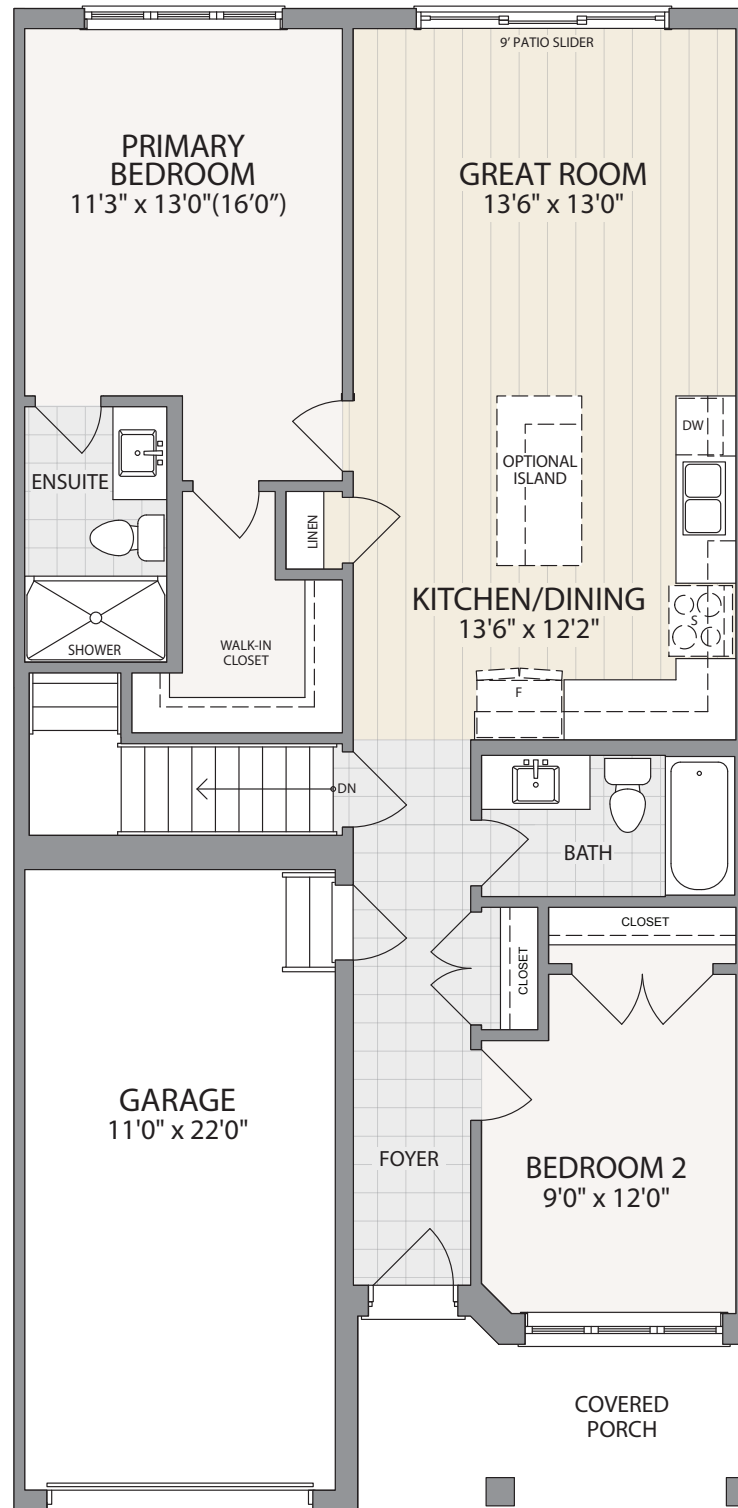 9' PATIO SLIDER
PRIMARY
BEDROOM
11'3" x 13'0"(16’0”)
GREAT ROOM
13'6" x 13'0"
DW
ENSUITE
OPTIONAL
ISLAND
LINEN
KITCHEN/DINING
13'6" x 12'2"
S
SHOWER
WALK-IN
CLOSET
F
DN
BATH
CLOSET
CLOSET
GARAGE
11'0" x 22'0"
FOYER
BEDROOM 2
9'0" x 12'0"
COVERED
PORCH